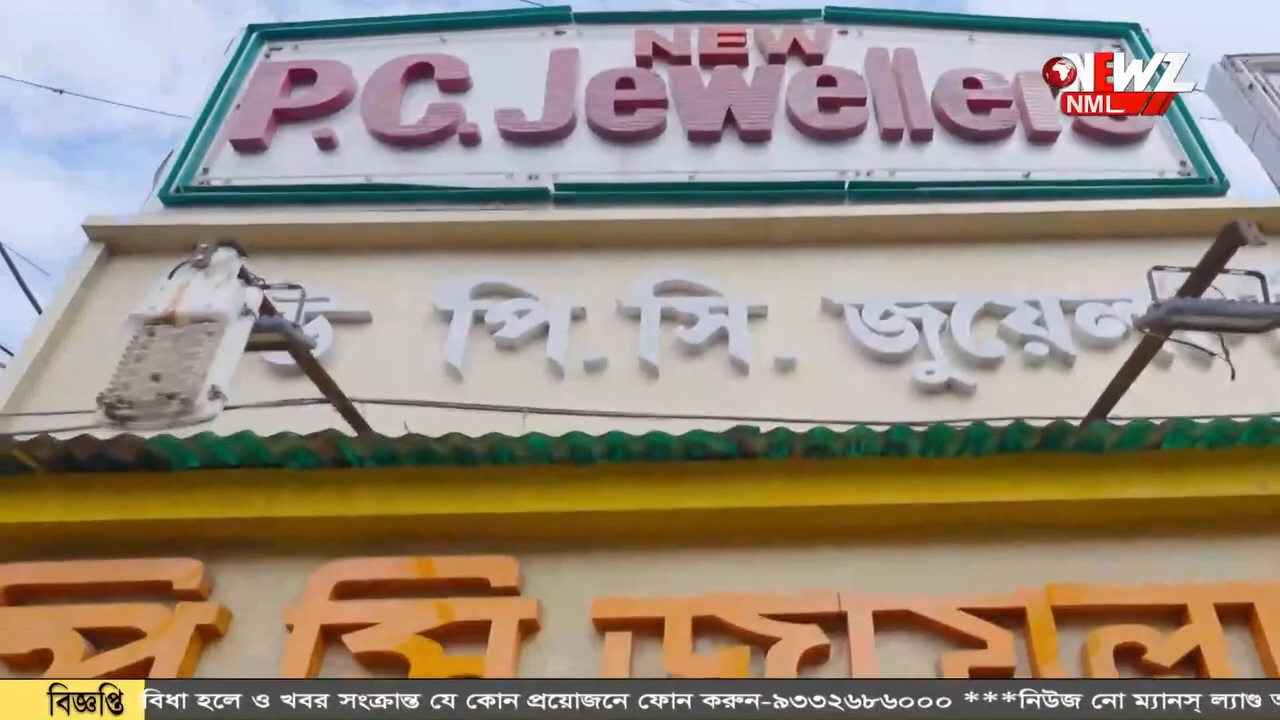 NEW
P.C. Jewellers
NEWZ
NML
উ পি. সি. জুয়েল
পি সি জুয়েলা
বিজ্ঞপ্তি
বিধা হলে ও খবর সংক্রান্ত যে কোন প্রয়োজনে ফোন করুন-৯৩৩২৬৮৬০০০ ***নিউজ নো ম্যানস্ ল্যাণ্ড